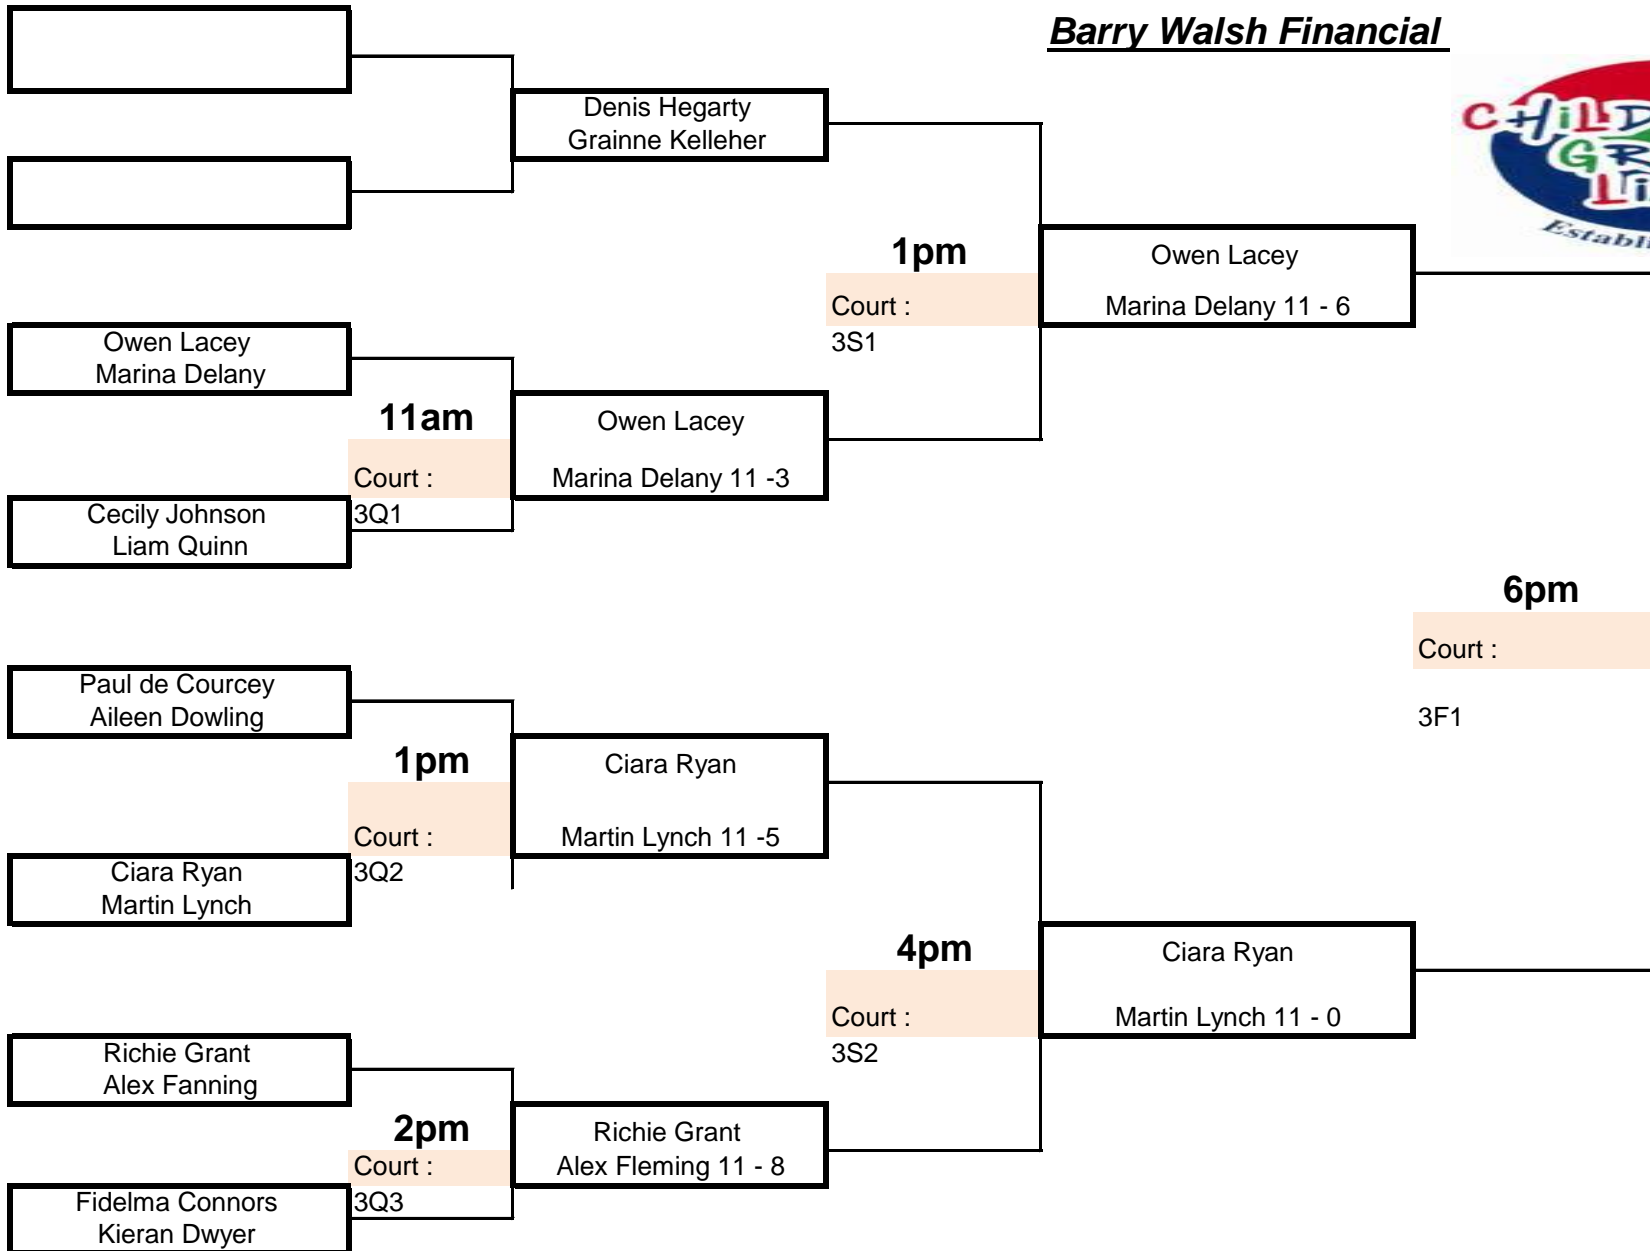 Barry Walsh Financial
Denis Hegarty
Grainne Kelleher
1pm
Court :
3S1
Owen Lacey
Marina Delany 11 - 6
Owen Lacey
Marina Delany
11am
Court :
3Q1
Owen Lacey
Marina Delany 11 -3
Cecily Johnson
Liam Quinn
6pm
Court :
3F1
Paul de Courcey
Aileen Dowling
1pm
Court :
3Q2
Ciara Ryan
Martin Lynch 11 -5
Ciara Ryan
Martin Lynch
4pm
Court :
3S2
Ciara Ryan
Martin Lynch 11 - 0
Richie Grant
Alex Fanning
2pm
Court :
3Q3
Richie Grant
Alex Fleming 11 - 8
Fidelma Connors
Kieran Dwyer